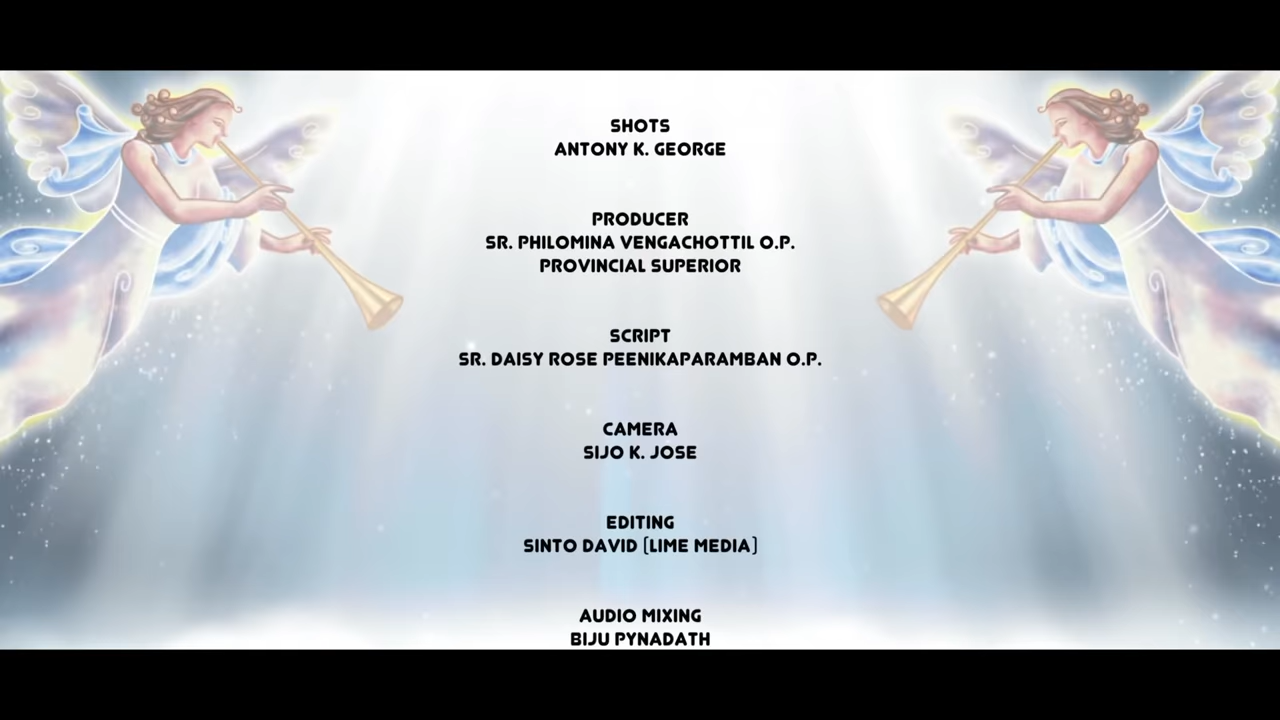 SHOTS
ANTONY K. GEORGE
PRODUCER
SR. PHILOMINA VENGACHOTTIL O.P.
PROVINCIAL SUPERIOR
SCRIPT
SR. DAISY ROSE PEENIKAPARAMBAN O.P.
CAMERA
SIJO K. JOSE
EDITING
SINTO DAVID (LIME MEDIA)
AUDIO MIXING
BIJU PYNADATH